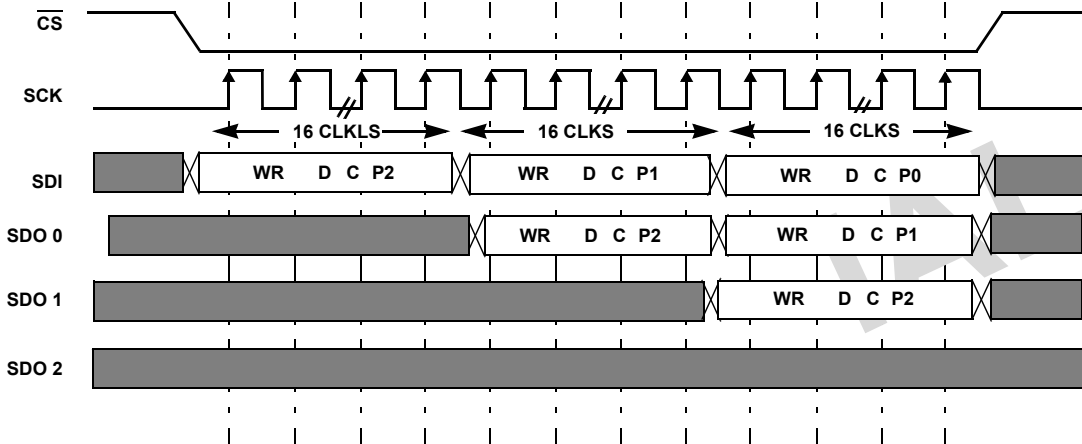 CS
SCK
16 CLKLS 16 CLKS 16 CLKS
SDI WR D C P2 WR D C P1 WR D C P0
SDO 0 WR D C P2 WR D C P1
SDO 1 WR D C P2
SDO 2